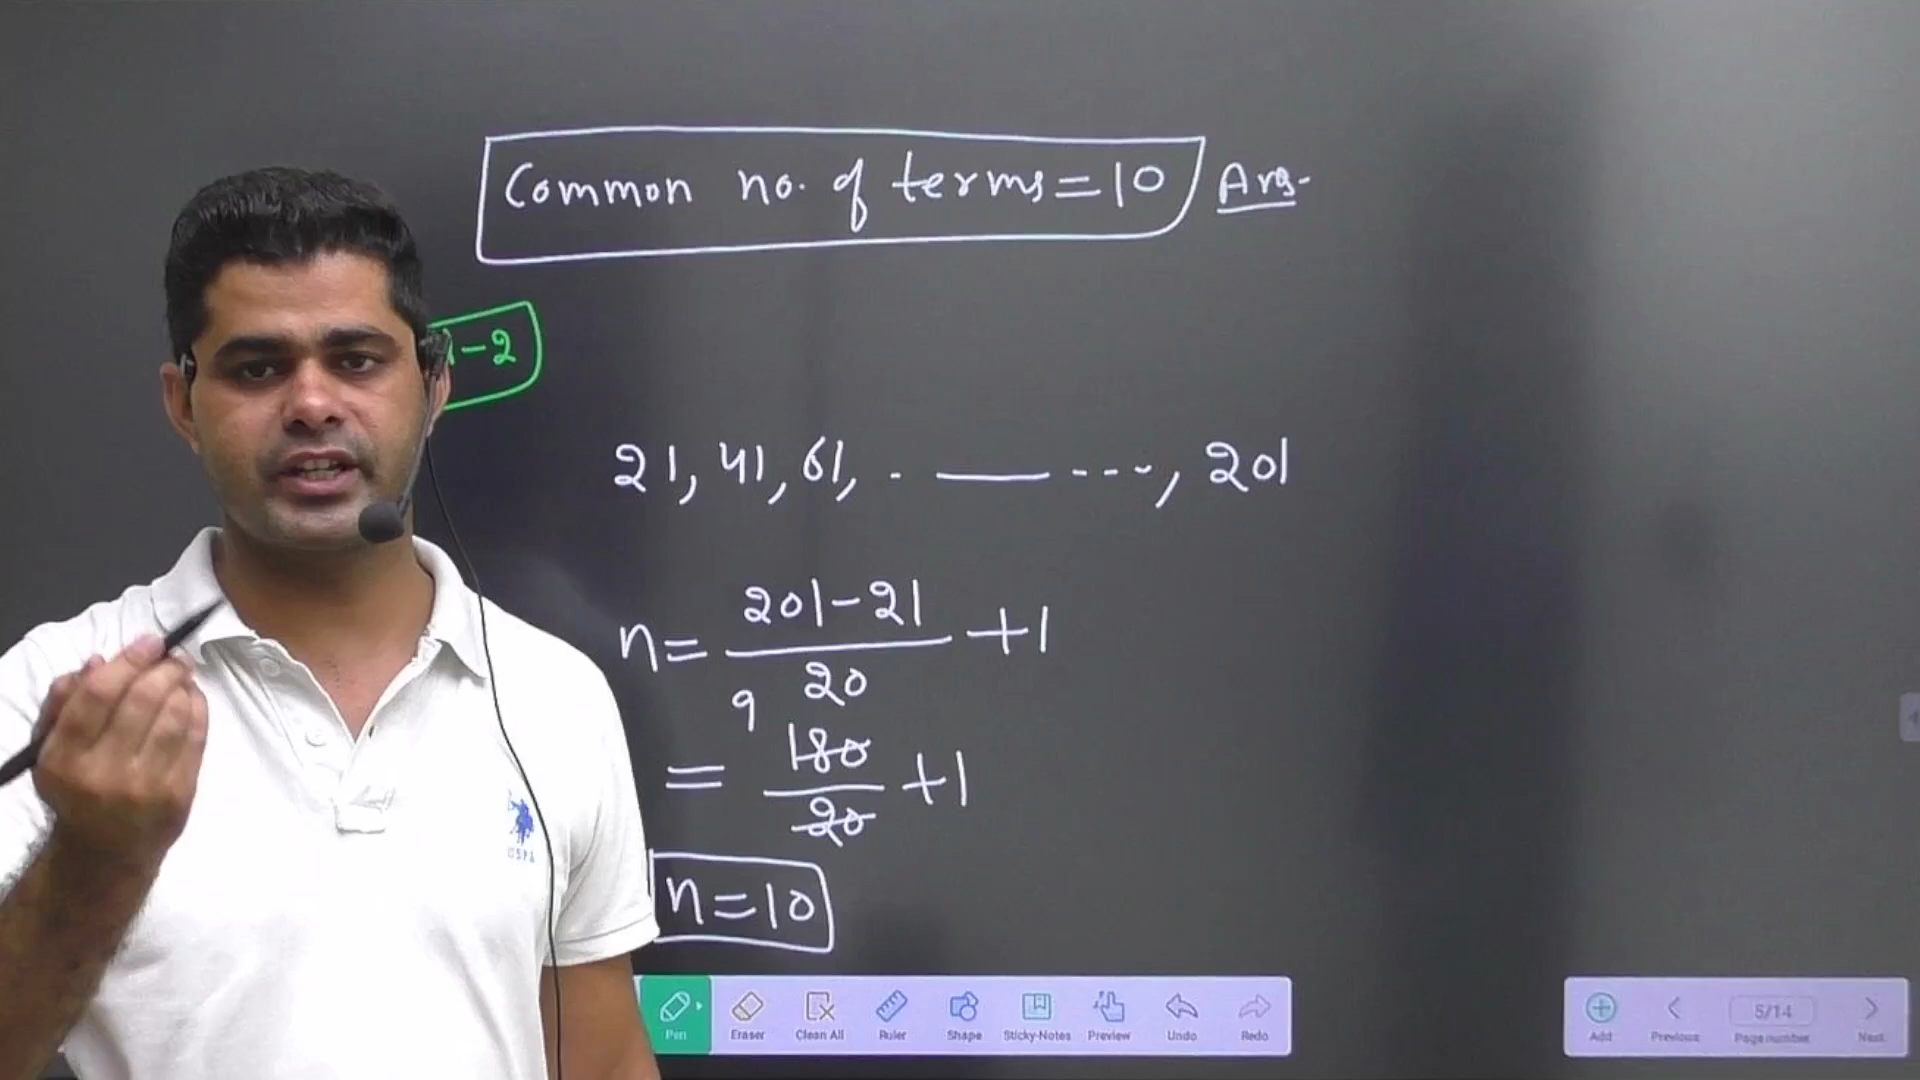 Common no. of terms = 10 Ans.
-2
21, 41, 61, . —— ---, 201
n = 201-21 / 20 + 1
9
= 180 / 20 + 1
n = 10
USPA
Pen Eraser Clean All Ruler Shape Sticky-Notes Preview Undo Redo
Add Previous 5/14 Page number Next